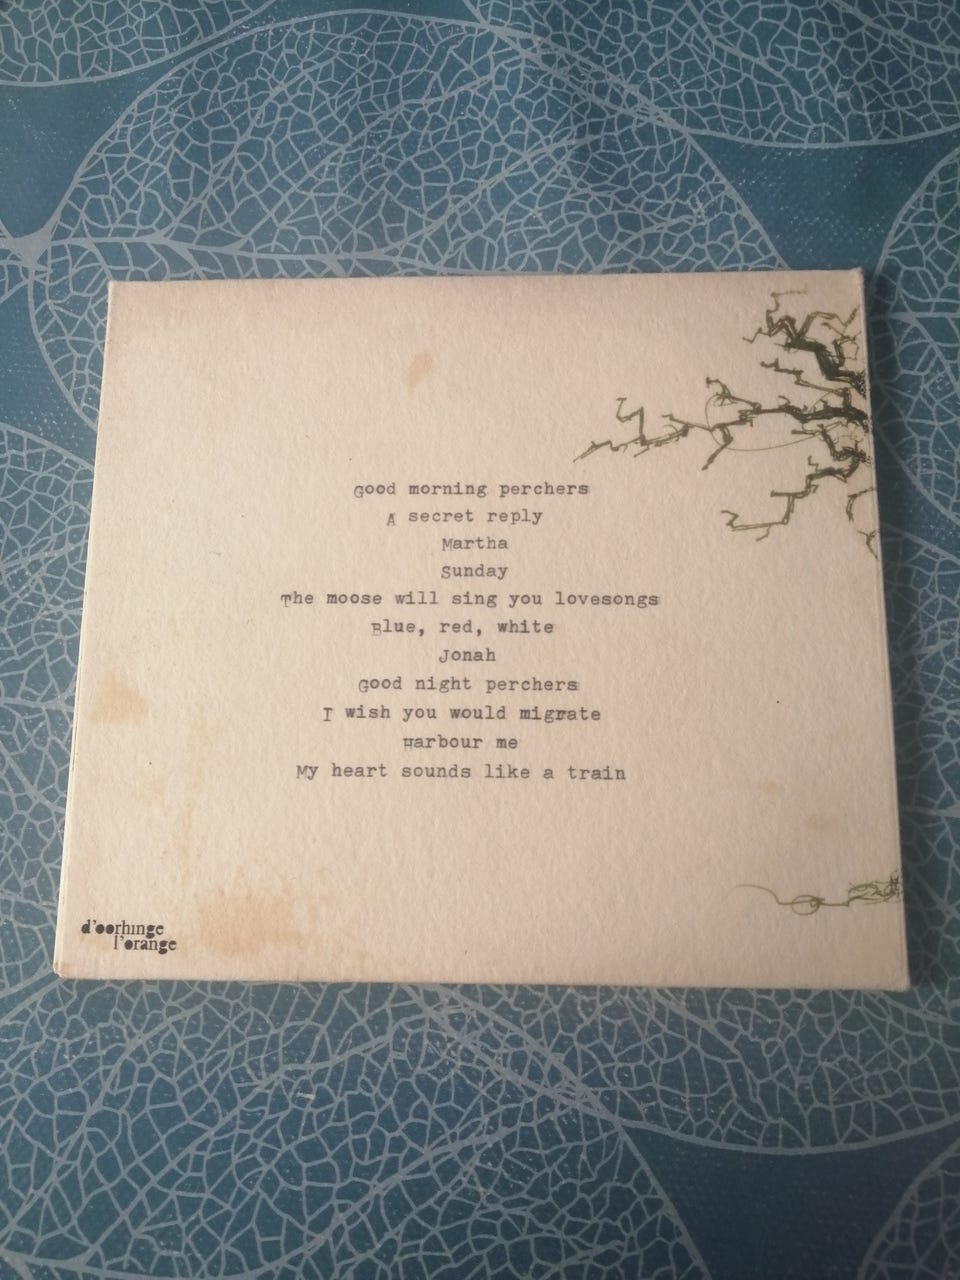 Good morning perchers
A secret reply
Martha
Sunday
The moose will sing you lovesongs
Blue, red, white
Jonah
Good night perchers
I wish you would migrate
Harbour me
My heart sounds like a train
d'oorhinge
l'orange